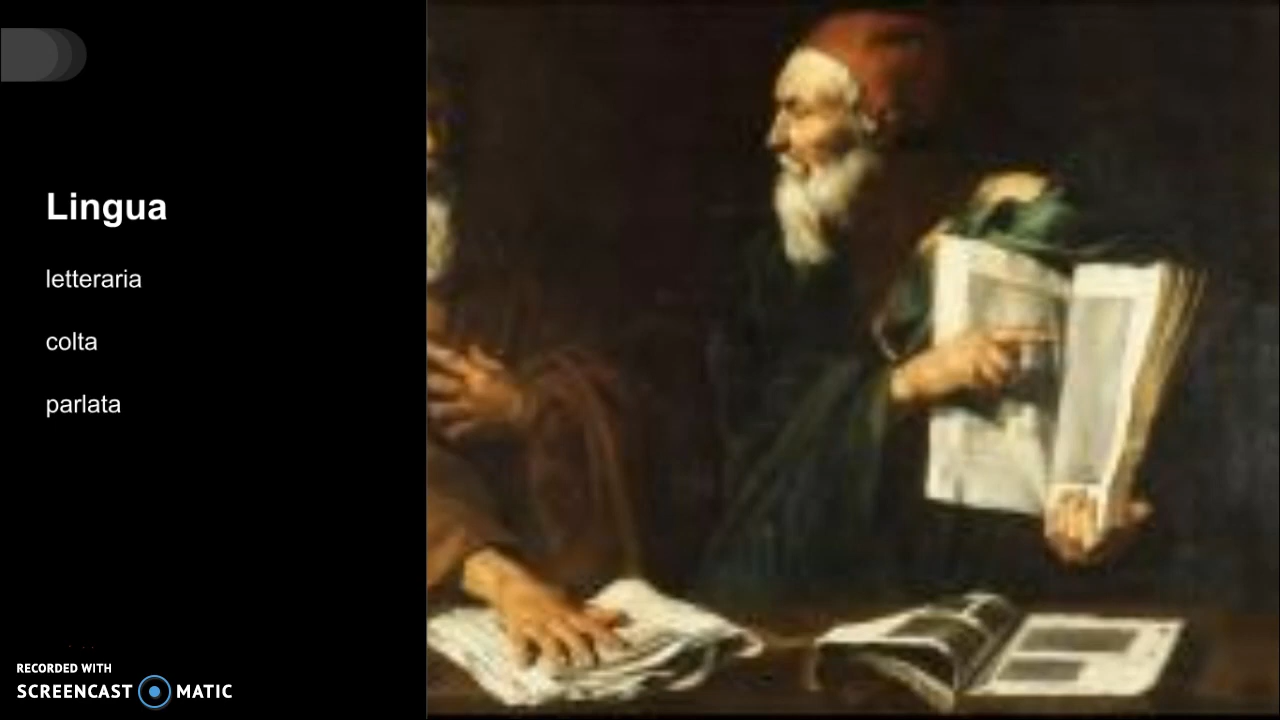 Lingua
letteraria
colta
parlata
RECORDED WITH
SCREENCAST MATIC